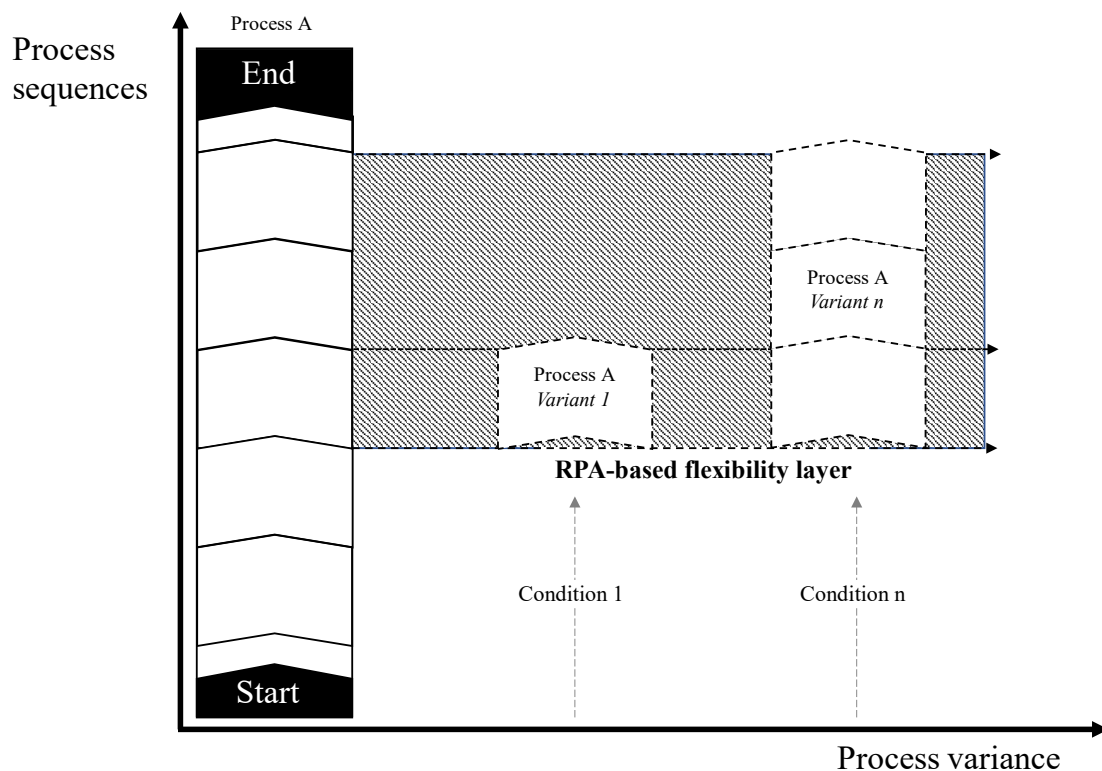 Process A
Process
sequences
End
Process A
Variant n
Process A
Variant 1
RPA-based flexibility layer
Condition 1
Condition n
Start
Process variance